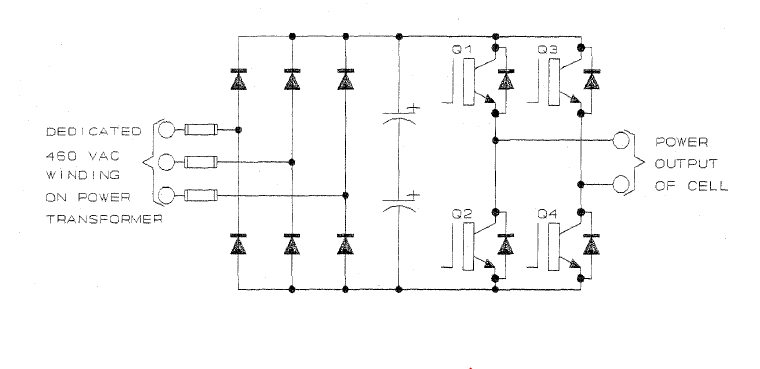 Q1
Q3
DEDICATED
460 VAC
WINDING
ON POWER
TRANSFORMER
+
+
POWER
OUTPUT
OF CELL
Q2
Q4